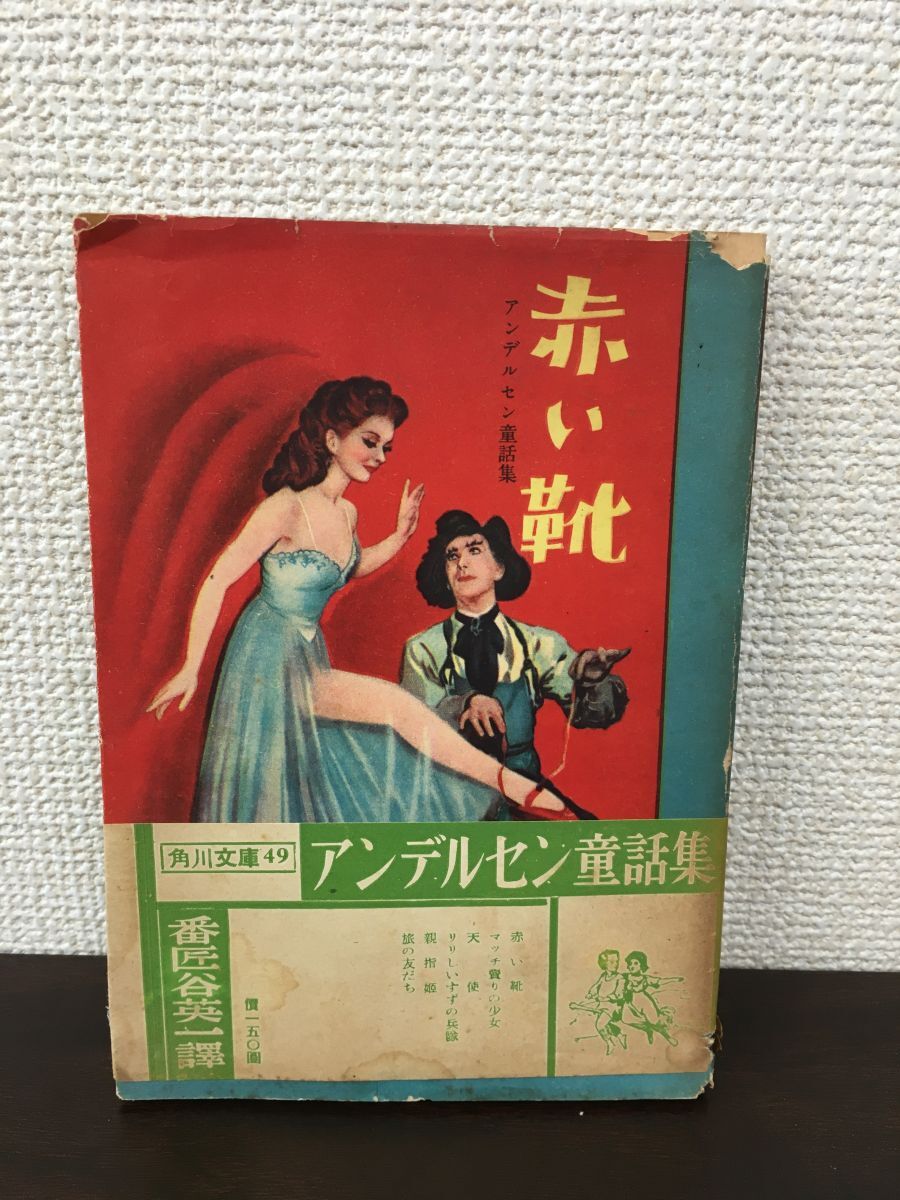 赤い靴
アンデルセン童話集
角川文庫49
アンデルセン童話集
赤い靴
マッチ賣りの少女
天使
りりしいすずの兵隊
親指姬
旅の友だち
價一五〇圓
番匠谷英一譯